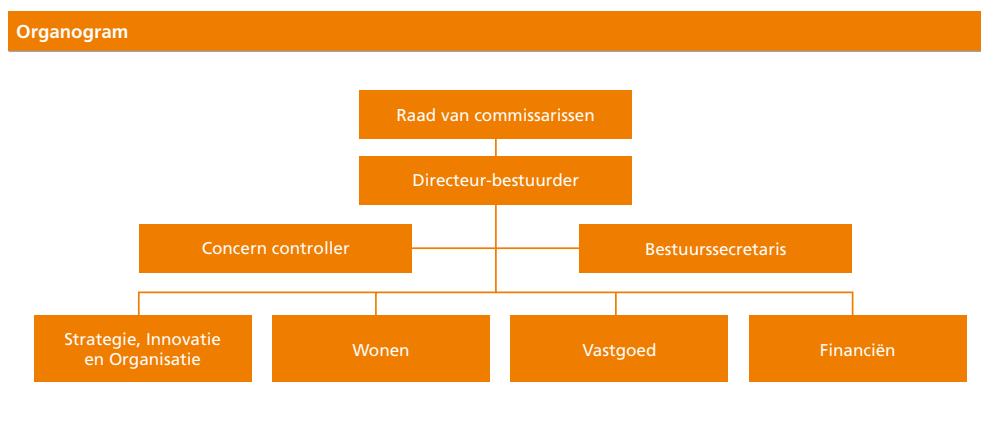 Organogram
Raad van commissarissen
Directeur-bestuurder
Concern controller
Bestuurssecretaris
Strategie, Innovatie
en Organisatie
Wonen
Vastgoed
Financiën